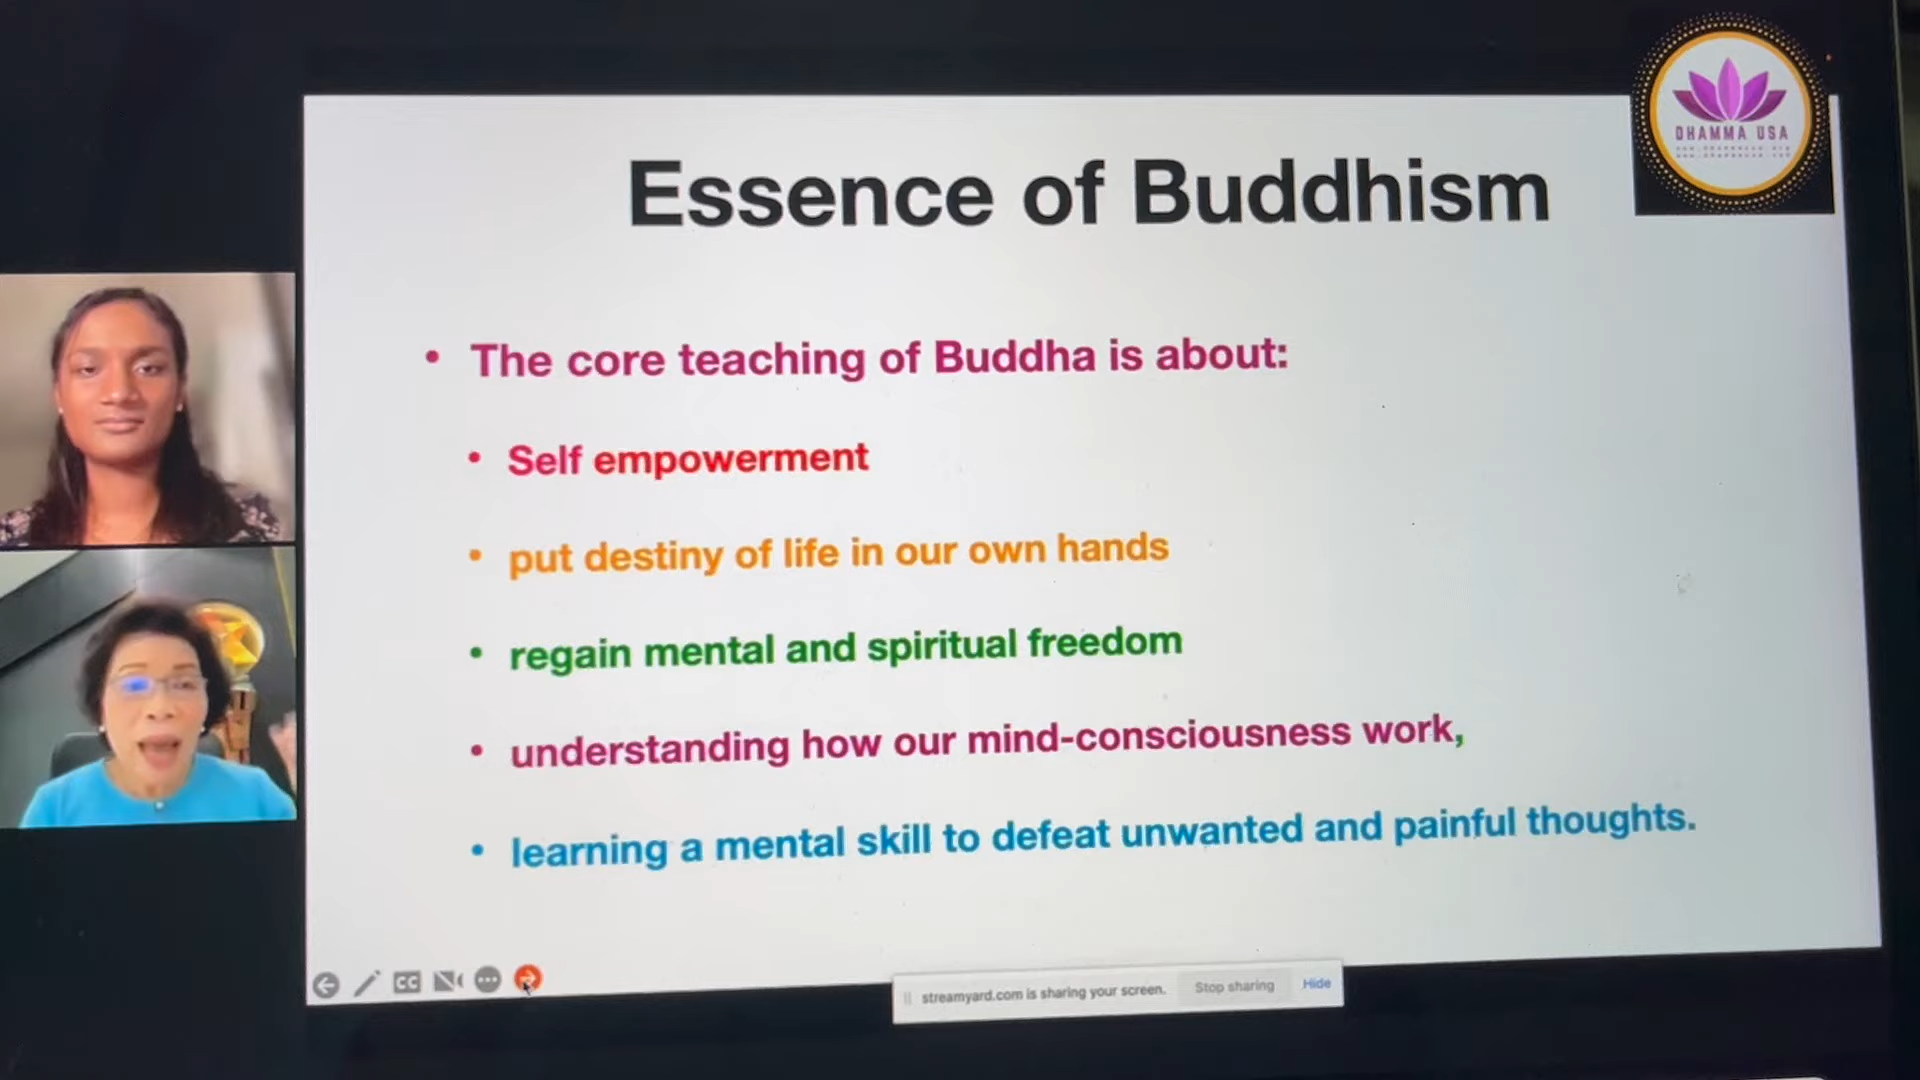 DHAMMA USA
Essence of Buddhism
• The core teaching of Buddha is about:
• Self empowerment
• put destiny of life in our own hands
• regain mental and spiritual freedom
• understanding how our mind-consciousness work,
• learning a mental skill to defeat unwanted and painful thoughts.
CC
streamyard.com is sharing your screen. Stop sharing Hide